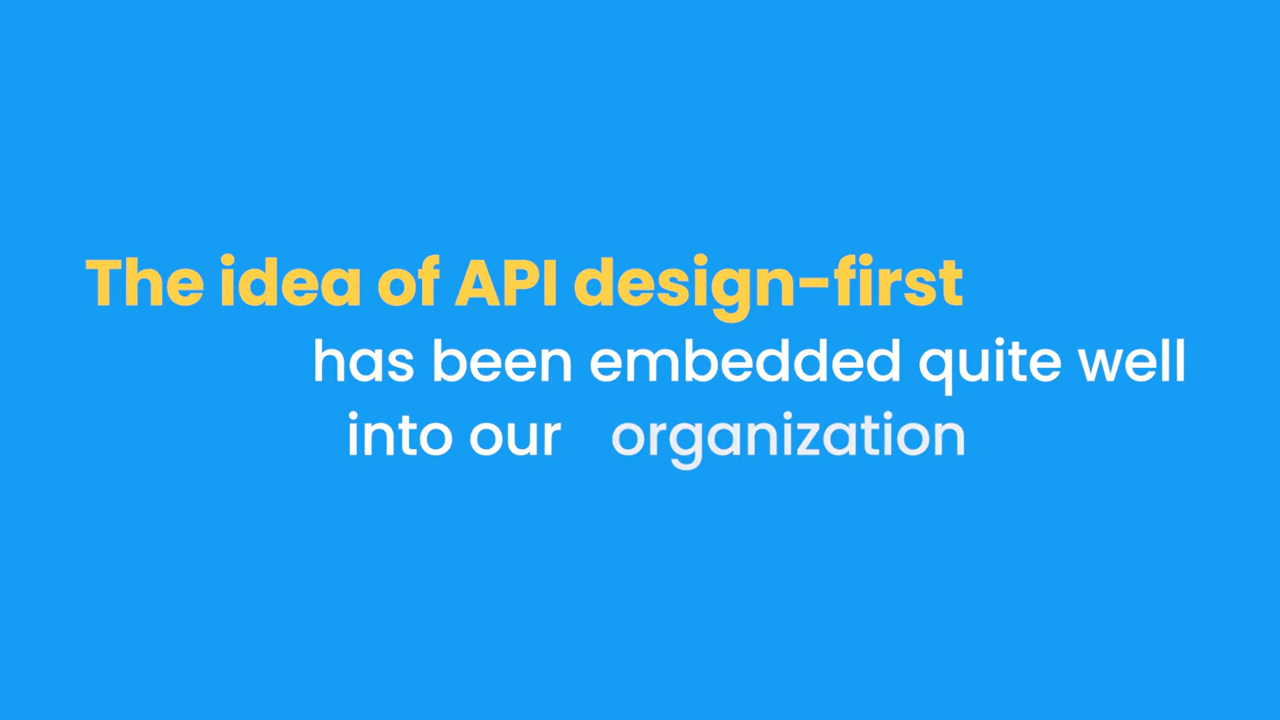 The idea of API design-first
has been embedded quite well
into our organization